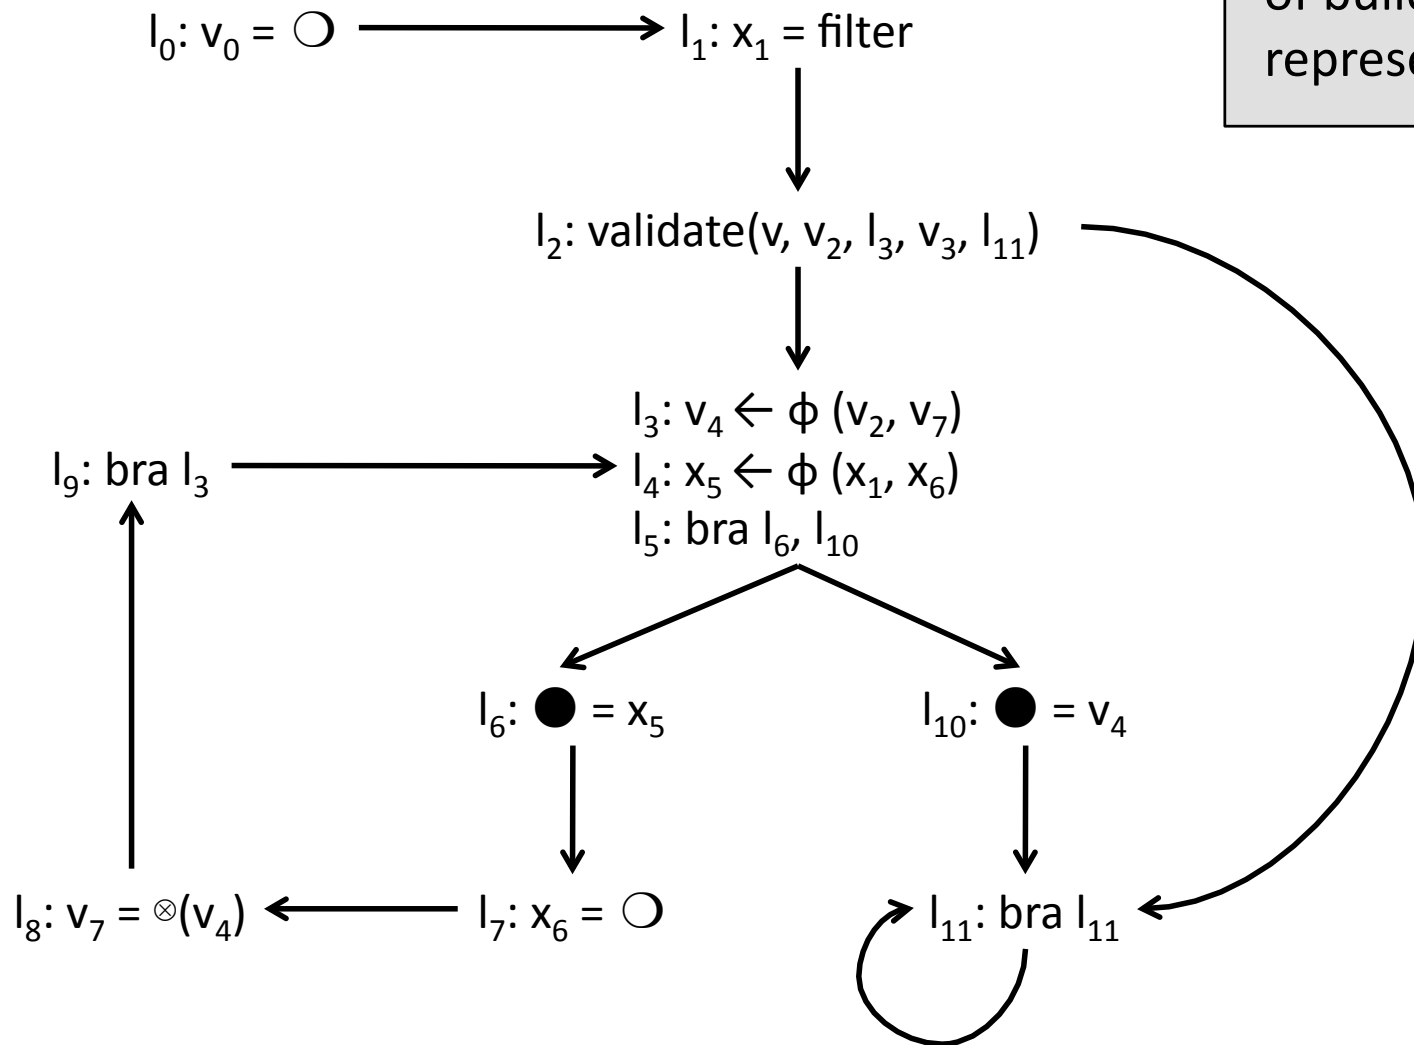 l₀: v₀ = ❍
l₁: x₁ = filter
represe
l₂: validate(v, v₂, l₃, v₃, l₁₁)
l₃: v₄ ← ɸ (v₂, v₇)
l₄: x₅ ← ɸ (x₁, x₆)
l₅: bra l₆, l₁₀
l₉: bra l₃
l₆: ● = x₅
l₁₀: ● = v₄
l₈: v₇ = ⊗(v₄)
l₇: x₆ = ❍
l₁₁: bra l₁₁